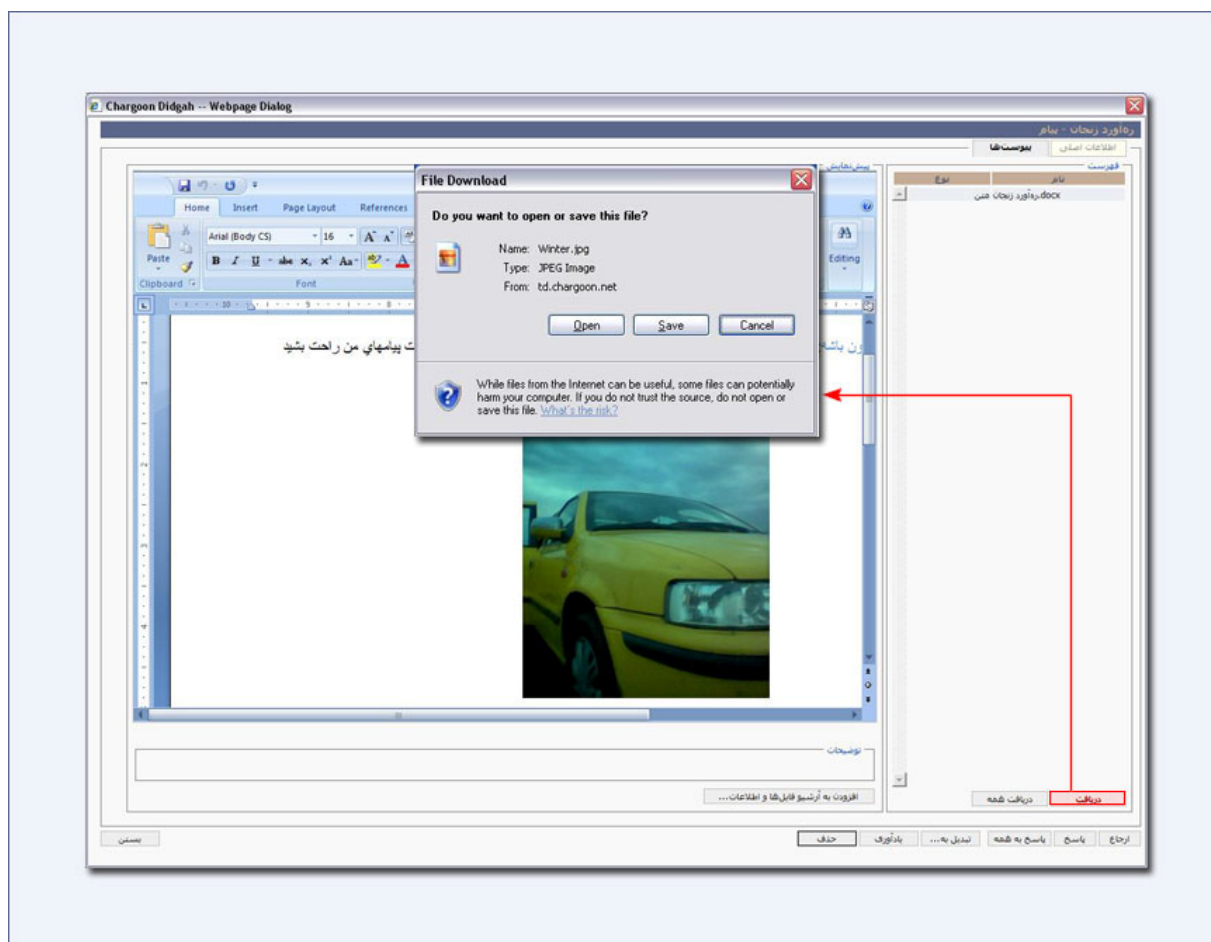 Chargoon Didgah -- Webpage Dialog
ره‌آورد زنجان - پیام
اطلاعات اصلی
پیوست‌ها
فهرست
نام
نوع
ره‌آورد زنجان متنی.docx
پیش‌نمایش
Home
Insert
Page Layout
References
Paste
Clipboard
Arial (Body CS)
16
Font
Editing
ون باشه
ت پیامهاي من راحت بشید
File Download
Do you want to open or save this file?
Name: Winter.jpg
Type: JPEG Image
From: td.chargoon.net
Open
Save
Cancel
While files from the Internet can be useful, some files can potentially
harm your computer. If you do not trust the source, do not open or
save this file. What's the risk?
توضیحات
افزودن به آرشیو فایل‌ها و اطلاعات...
دریافت
دریافت همه
ارجاع
پاسخ
پاسخ به همه
تبدیل به...
یادآوری
حذف
بستن